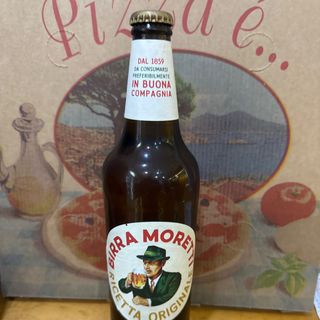 Pizza é...
DAL 1859
DA CONSUMARSI
PREFERIBILMENTE
IN BUONA
COMPAGNIA
BIRRA MORETTI
RICETTA ORIGINALE